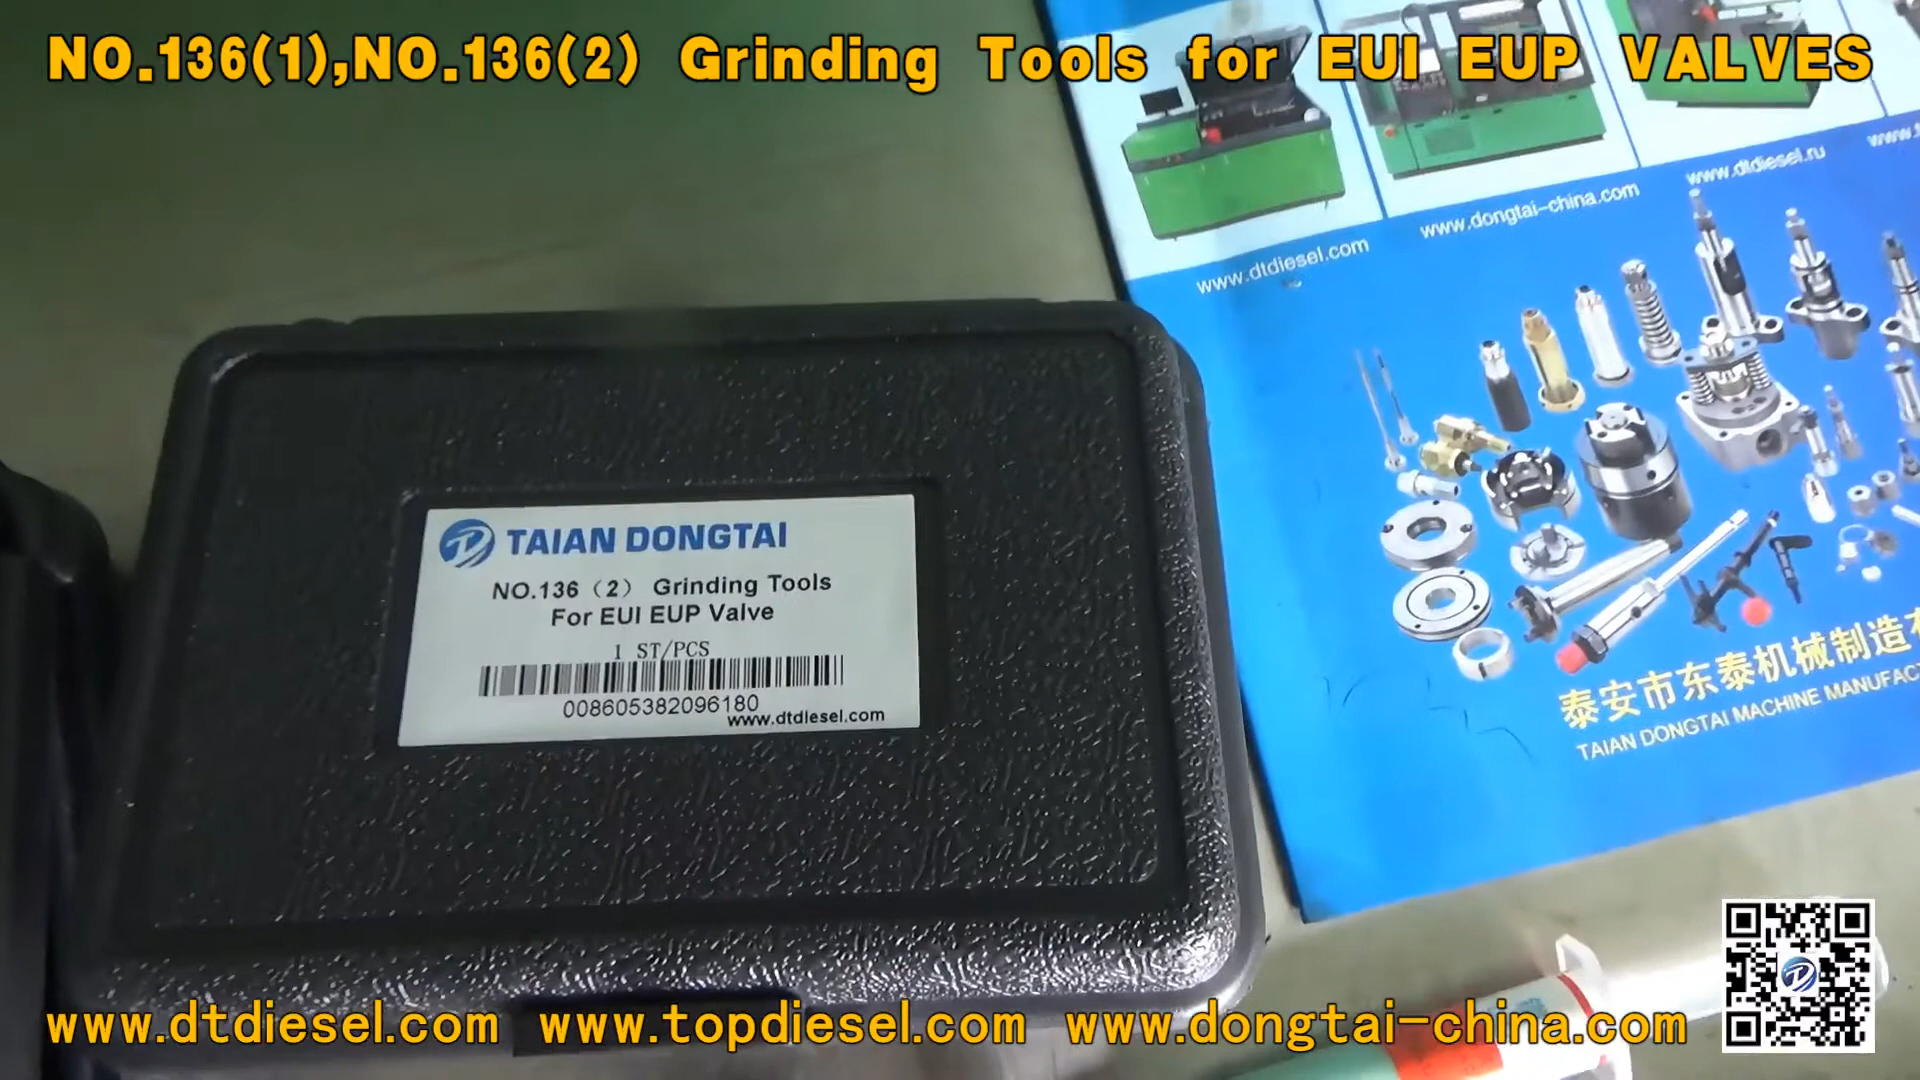 NO.136(1),NO.136(2) Grinding Tools for EUI EUP VALVES
www.dtdiesel.com
www.dongtai-china.com
www.dtdiesel.ru
TAIAN DONGTAI
NO.136（2） Grinding Tools
For EUI EUP Valve
1 ST/PCS
008605382096180
www.dtdiesel.com
泰安市东泰机械制造
TAIAN DONGTAI MACHINE
www.dtdiesel.com www.topdiesel.com www.dongtai-china.com